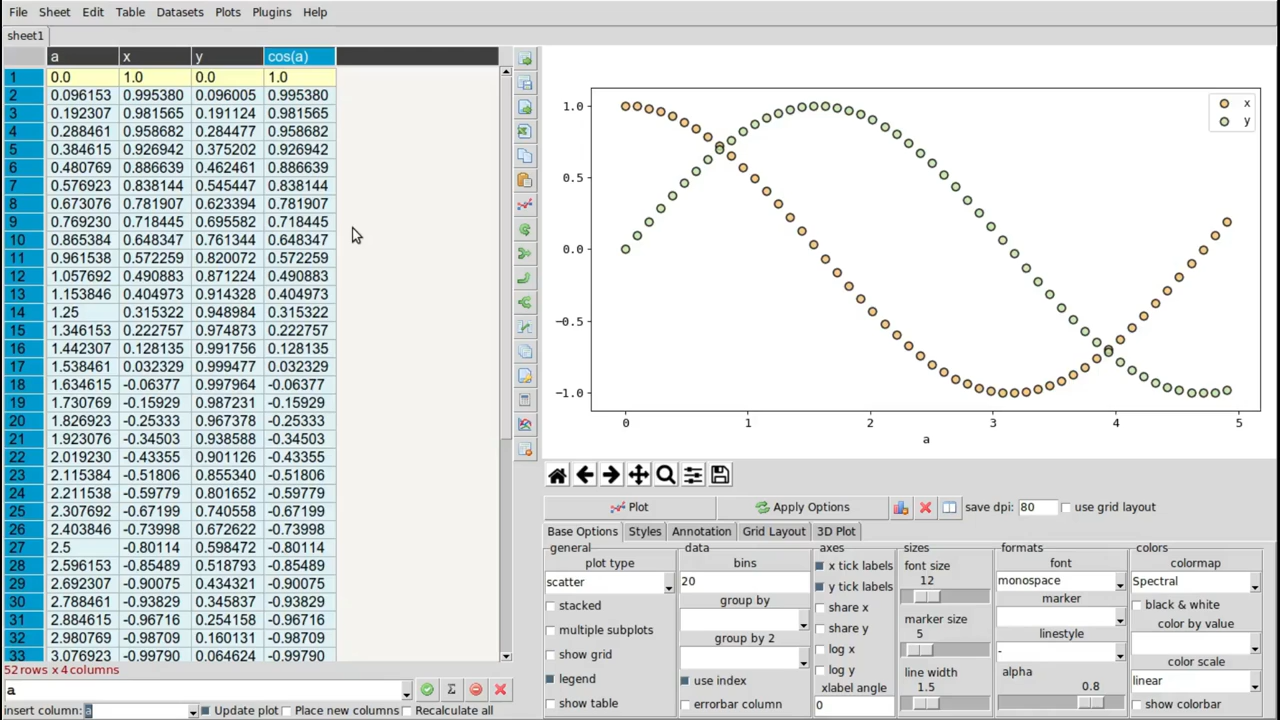 File Sheet Edit Table Datasets Plots Plugins Help
sheet1
a x y cos(a)
1 0.0 1.0 0.0 1.0
2 0.096153 0.995380 0.096005 0.995380
3 0.192307 0.981565 0.191124 0.981565
4 0.288461 0.958682 0.284477 0.958682
5 0.384615 0.926942 0.375202 0.926942
6 0.480769 0.886639 0.462461 0.886639
7 0.576923 0.838144 0.545447 0.838144
8 0.673076 0.781907 0.623394 0.781907
9 0.769230 0.718445 0.695582 0.718445
10 0.865384 0.648347 0.761344 0.648347
11 0.961538 0.572259 0.820072 0.572259
12 1.057692 0.490883 0.871224 0.490883
13 1.153846 0.404973 0.914328 0.404973
14 1.25 0.315322 0.948984 0.315322
15 1.346153 0.222757 0.974873 0.222757
16 1.442307 0.128135 0.991756 0.128135
17 1.538461 0.032329 0.999477 0.032329
18 1.634615 -0.06377 0.997964 -0.06377
19 1.730769 -0.15929 0.987231 -0.15929
20 1.826923 -0.25333 0.967378 -0.25333
21 1.923076 -0.34503 0.938588 -0.34503
22 2.019230 -0.43355 0.901126 -0.43355
23 2.115384 -0.51806 0.855340 -0.51806
24 2.211538 -0.59779 0.801652 -0.59779
25 2.307692 -0.67199 0.740558 -0.67199
26 2.403846 -0.73998 0.672622 -0.73998
27 2.5 -0.80114 0.598472 -0.80114
28 2.596153 -0.85489 0.518793 -0.85489
29 2.692307 -0.90075 0.434321 -0.90075
30 2.788461 -0.93829 0.345837 -0.93829
31 2.884615 -0.96716 0.254158 -0.96716
32 2.980769 -0.98709 0.160131 -0.98709
33 3.076923 -0.99790 0.064624 -0.99790
52 rows x 4 columns
a
insert column: a Update plot Place new columns Recalculate all
x
y
1.0
0.5
0.0
−0.5
−1.0
0 1 2 3 4 5
a
Plot Apply Options save dpi: 80 use grid layout
Base Options Styles Annotation Grid Layout 3D Plot
general
plot type
scatter
stacked
multiple subplots
show grid
legend
show table
data
bins
20
group by
group by 2
use index
errorbar column
axes
x tick labels
y tick labels
share x
share y
log x
log y
xlabel angle
0
sizes
font size
12
marker size
5
line width
1.5
formats
font
monospace
marker
linestyle
-
alpha
0.8
colors
colormap
Spectral
black & white
color by value
color scale
linear
show colorbar